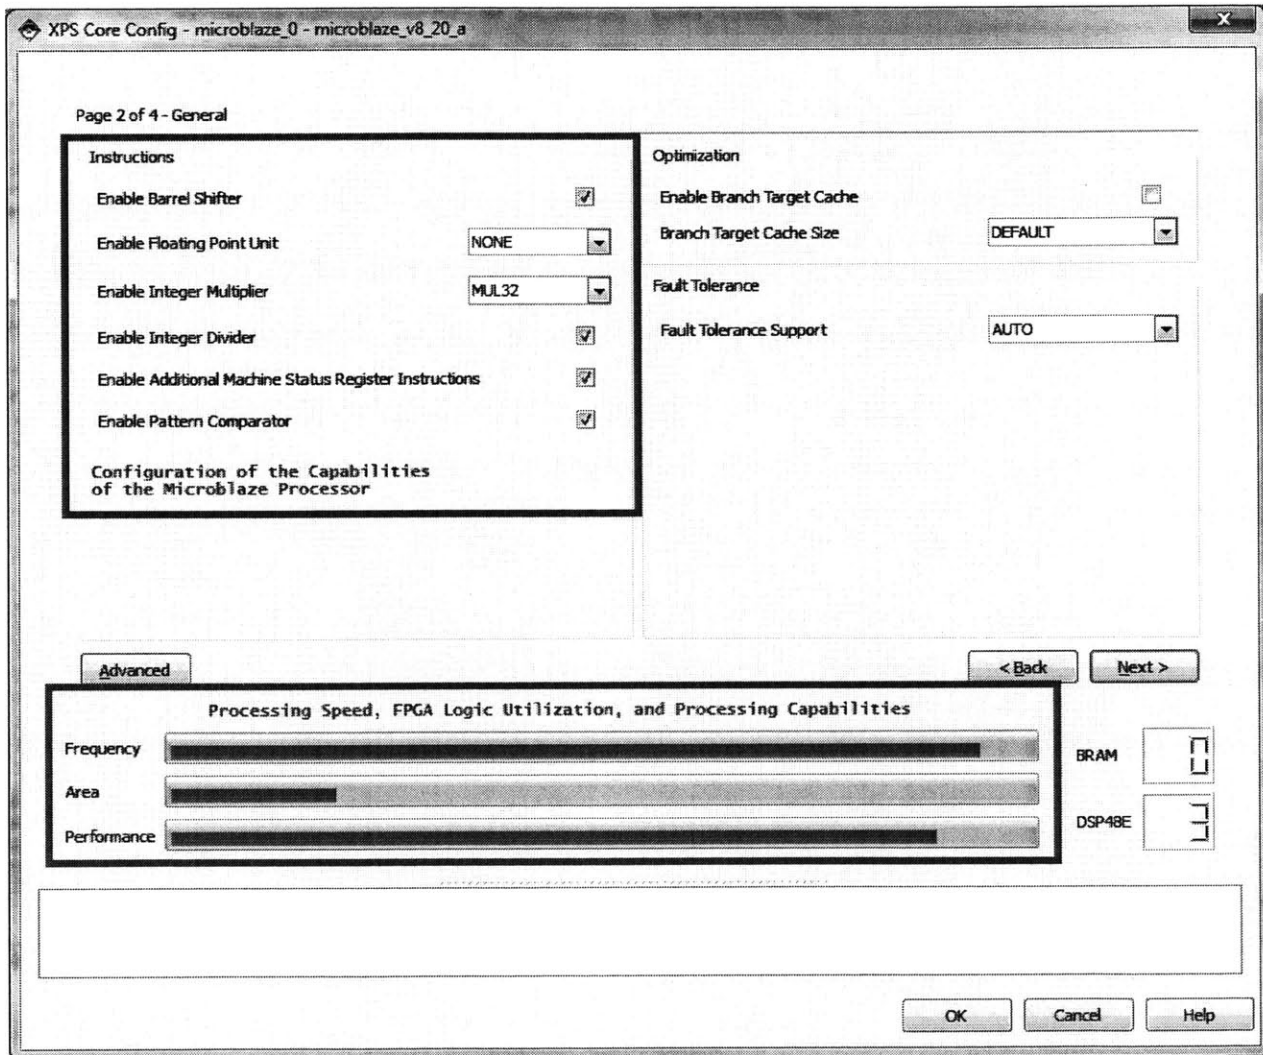 XPS Core Config - microblaze_0 - microblaze_v8_20_a
Page 2 of 4 - General
Instructions
Enable Barrel Shifter
Enable Floating Point Unit NONE
Enable Integer Multiplier MUL32
Enable Integer Divider
Enable Additional Machine Status Register Instructions
Enable Pattern Comparator
Configuration of the Capabilities
of the Microblaze Processor
Optimization
Enable Branch Target Cache
Branch Target Cache Size DEFAULT
Fault Tolerance
Fault Tolerance Support AUTO
Advanced
< Back Next >
Processing Speed, FPGA Logic Utilization, and Processing Capabilities
Frequency
Area
Performance
BRAM 0
DSP48E
OK Cancel Help